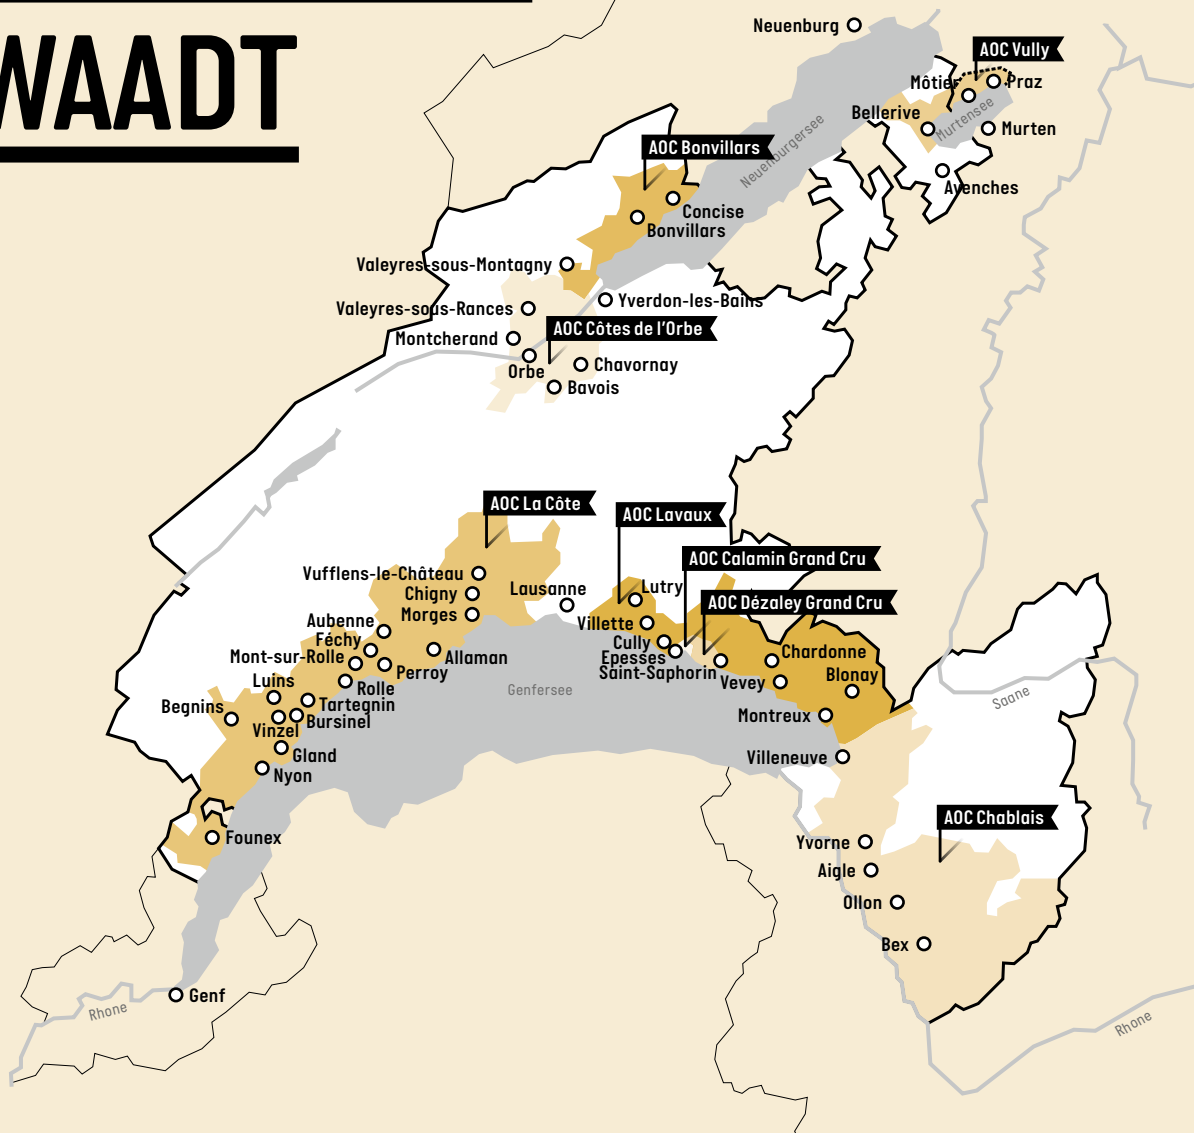 WAADT
Neuenburg
AOC Vully
Môtier
Praz
Bellerive
Murtensee
Murten
Neuenburgersee
AOC Bonvillars
Avenches
Concise
Bonvillars
Valeyres-sous-Montagny
Yverdon-les-Bains
Valeyres-sous-Rances
AOC Côtes de l'Orbe
Montcherand
Orbe
Chavornay
Bavois
AOC La Côte
AOC Lavaux
AOC Calamin Grand Cru
Vufflens-le-Château
Lausanne
Lutry
Chigny
AOC Dézaley Grand Cru
Morges
Aubenne
Villette
Féchy
Cully
Mont-sur-Rolle
Allaman
Epesses
Chardonne
Perroy
Saint-Saphorin
Luins
Rolle
Genfersee
Vevey
Blonay
Saane
Begnins
Tartegnin
Bursinel
Montreux
Vinzel
Gland
Villeneuve
Nyon
AOC Chablais
Founex
Yvorne
Aigle
Ollon
Bex
Genf
Rhone
Rhone